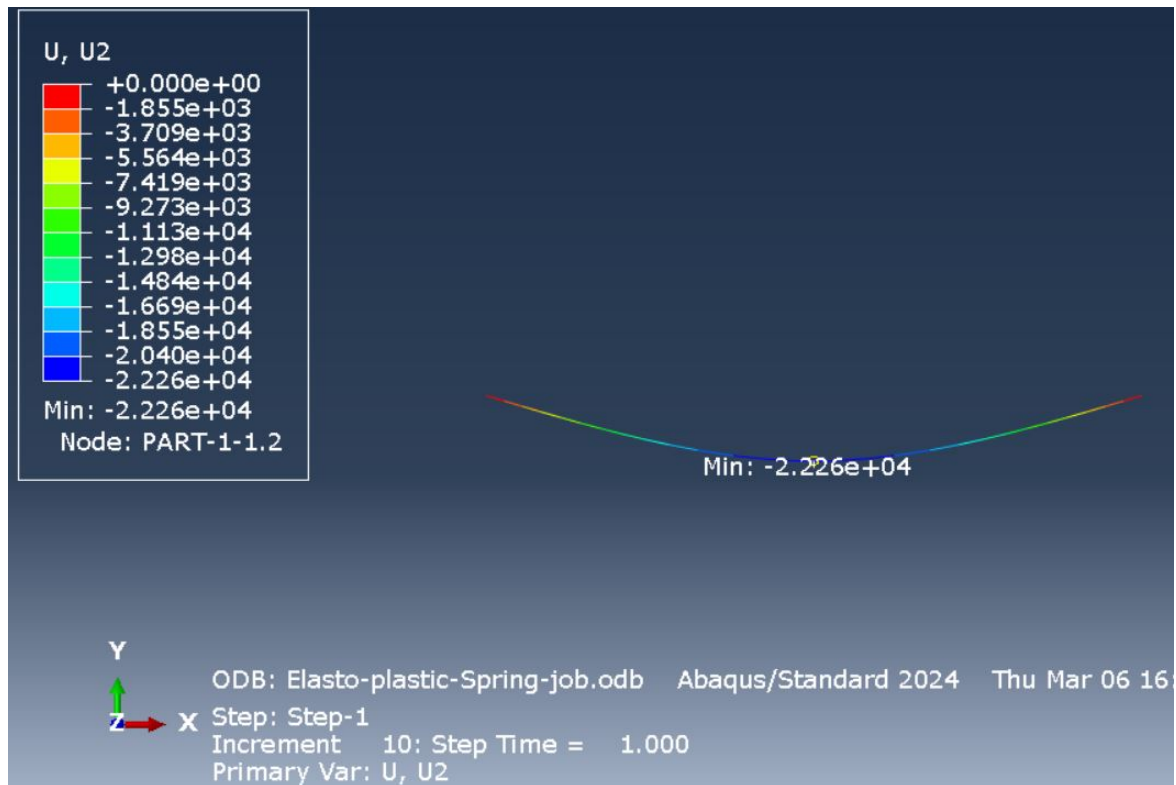 U, U2
+0.000e+00
-1.855e+03
-3.709e+03
-5.564e+03
-7.419e+03
-9.273e+03
-1.113e+04
-1.298e+04
-1.484e+04
-1.669e+04
-1.855e+04
-2.040e+04
-2.226e+04
Min: -2.226e+04
Node: PART-1-1.2
Min: -2.226e+04
Y
Z X
ODB: Elasto-plastic-Spring-job.odb Abaqus/Standard 2024 Thu Mar 06 16:
Step: Step-1
Increment 10: Step Time = 1.000
Primary Var: U, U2